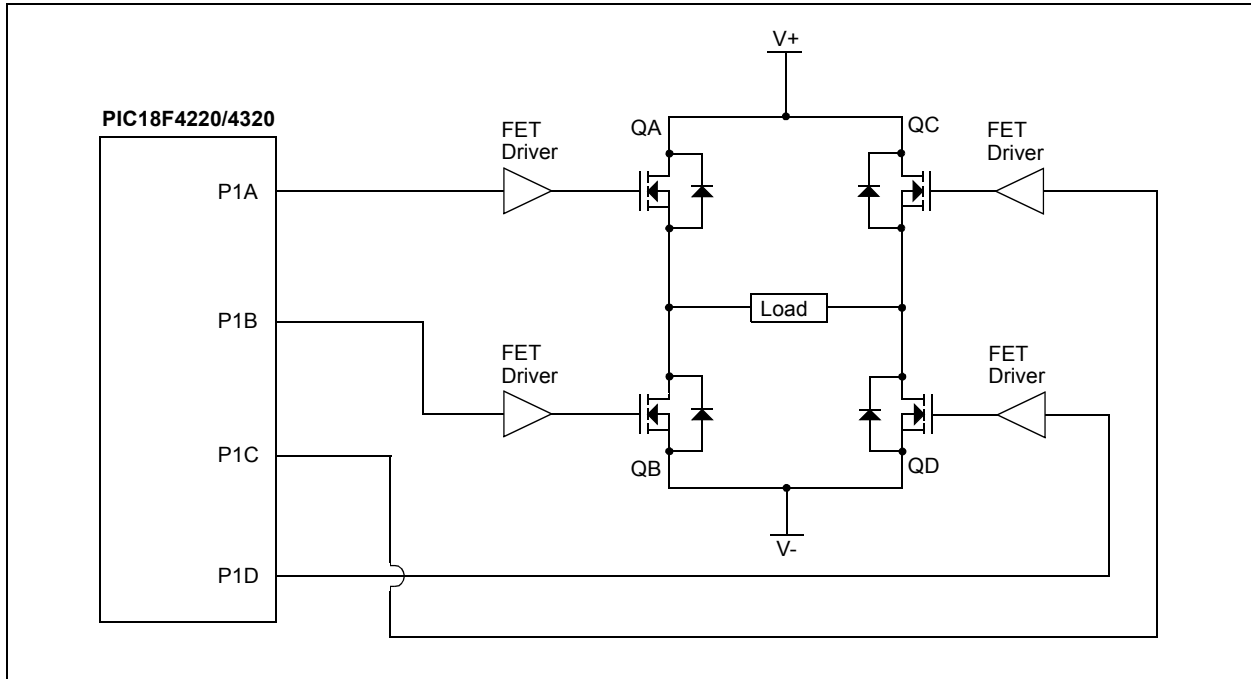 V+
PIC18F4220/4320
FET
Driver
QA
QC
FET
Driver
P1A
P1B
Load
FET
Driver
FET
Driver
P1C
QB
QD
V-
P1D